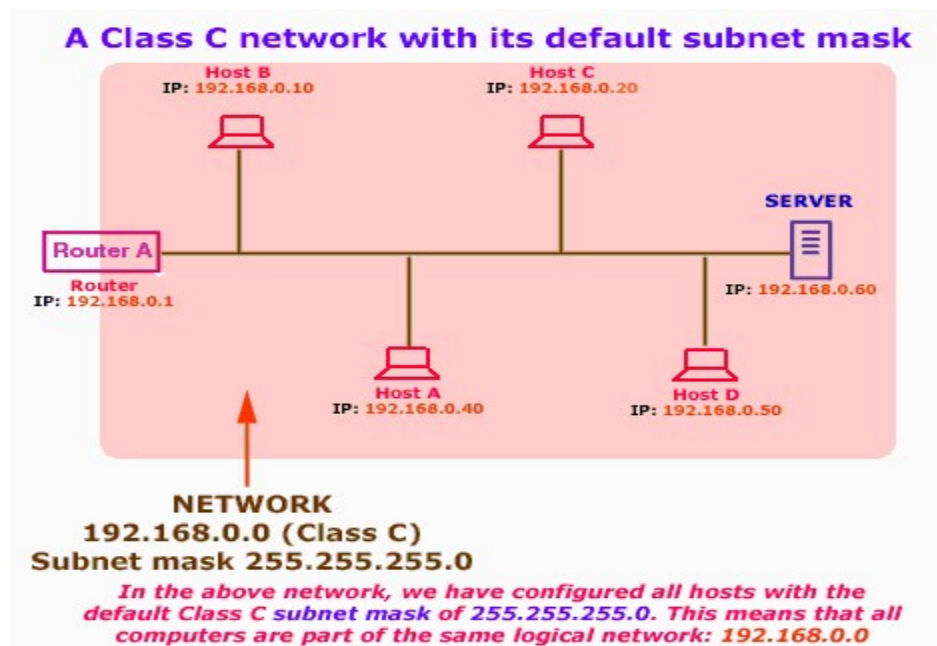 A Class C network with its default subnet mask
Host B
IP: 192.168.0.10
Host C
IP: 192.168.0.20
SERVER
IP: 192.168.0.60
Router A
Router
IP: 192.168.0.1
Host A
IP: 192.168.0.40
Host D
IP: 192.168.0.50
NETWORK
192.168.0.0 (Class C)
Subnet mask 255.255.255.0
In the above network, we have configured all hosts with the
default Class C subnet mask of 255.255.255.0. This means that all
computers are part of the same logical network: 192.168.0.0